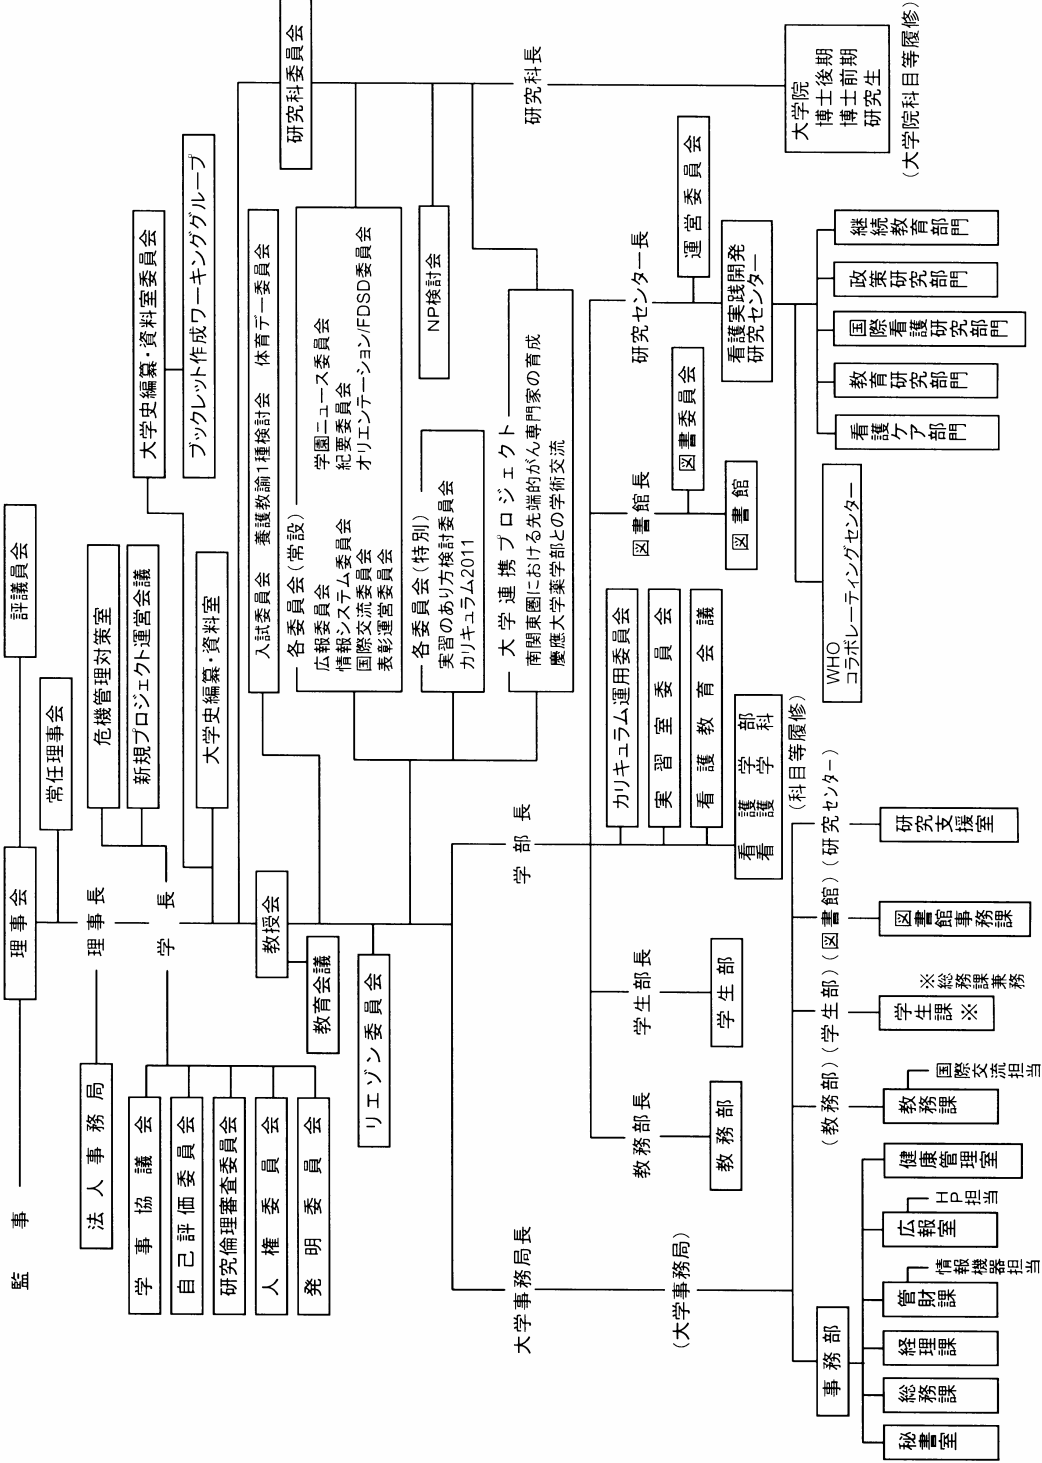 監事
理事会
評議員会
常任理事会
法人事務局
理事長
危機管理対策室
新規プロジェクト運営会議
学長
学事協議会
自己評価委員会
研究倫理審査委員会
人権委員会
発明委員会
大学史編纂・資料室
大学史編纂・資料室委員会
ブックレット作成ワーキンググループ
教授会
教育会議
入試委員会 養護教諭1種検討会 体育デー委員会
研究科委員会
各委員会(常設)
広報委員会 学園ニュース委員会
情報システム委員会 紀要委員会
国際交流委員会 オリエンテーション/FDSD委員会
表彰運営委員会
リエゾン委員会
各委員会(特別)
実習のあり方検討委員会
カリキュラム2011
NP検討会
大学連携プロジェクト
南関東圏における先端的がん専門家の育成
慶應大学薬学部との学術交流
大学事務局長
学部長
研究科長
教務部長
学生部長
図書館長
研究センター長
カリキュラム運用委員会
実習室委員会
看護教育会議
図書委員会
運営委員会
(大学事務局)
教務部
学生部
看護学部
看護学科
(科目等履修)
図書館
看護実践開発
研究センター
大学院
博士後期
博士前期
研究生
(大学院科目等履修)
事務部
(教務部)
(学生部)
(図書館)
(研究センター)
WHO
コラボレーティングセンター
看護ケア部門
教育研究部門
国際看護研究部門
政策研究部門
継続教育部門
秘書室
総務課
経理課
管財課
情報機器担当
広報室
HP担当
健康管理室
教務課
国際交流担当
学生課※
※総務課兼務
図書館事務課
研究支援室